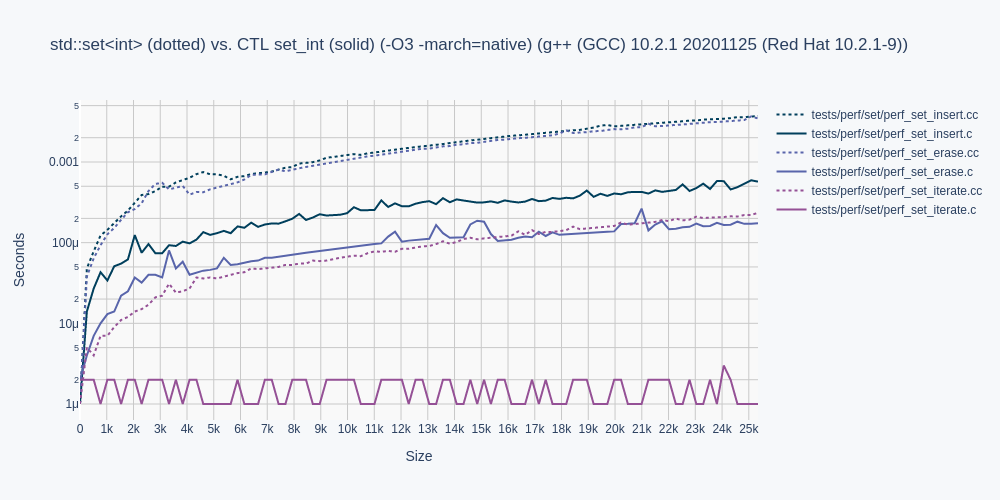 std::set<int> (dotted) vs. CTL set_int (solid) (-O3 -march=native) (g++ (GCC) 10.2.1 20201125 (Red Hat 10.2.1-9))
5
2
0.001
5
2
100μ
5
2
10μ
5
2
1μ
Seconds
0 1k 2k 3k 4k 5k 6k 7k 8k 9k 10k 11k 12k 13k 14k 15k 16k 17k 18k 19k 20k 21k 22k 23k 24k 25k
Size
tests/perf/set/perf_set_insert.cc
tests/perf/set/perf_set_insert.c
tests/perf/set/perf_set_erase.cc
tests/perf/set/perf_set_erase.c
tests/perf/set/perf_set_iterate.cc
tests/perf/set/perf_set_iterate.c